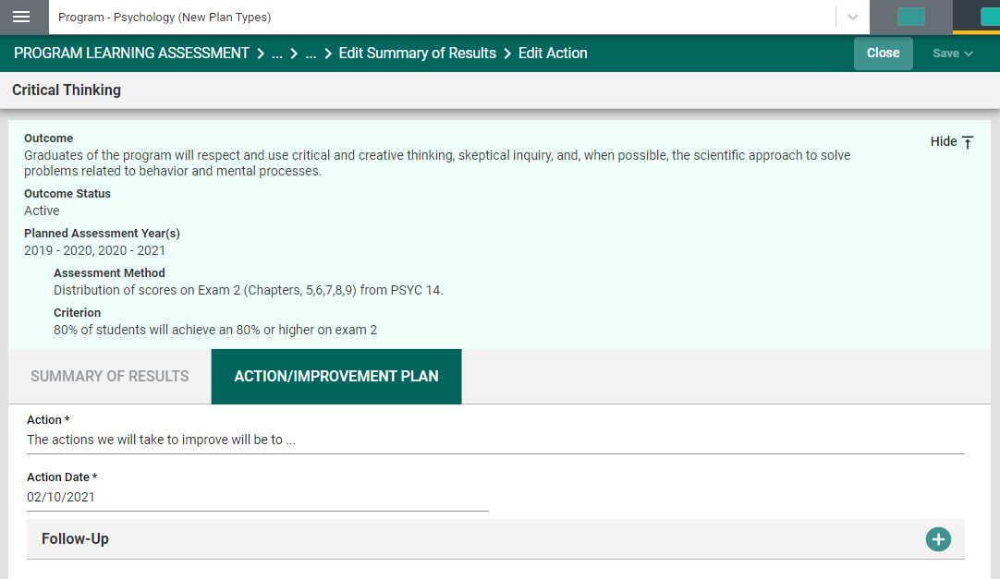 Program - Psychology (New Plan Types)
PROGRAM LEARNING ASSESSMENT > ... > ... > Edit Summary of Results > Edit Action
Close
Save
Critical Thinking
Outcome
Hide
Graduates of the program will respect and use critical and creative thinking, skeptical inquiry, and, when possible, the scientific approach to solve
problems related to behavior and mental processes.
Outcome Status
Active
Planned Assessment Year(s)
2019 - 2020, 2020 - 2021
Assessment Method
Distribution of scores on Exam 2 (Chapters, 5,6,7,8,9) from PSYC 14.
Criterion
80% of students will achieve an 80% or higher on exam 2
SUMMARY OF RESULTS
ACTION/IMPROVEMENT PLAN
Action *
The actions we will take to improve will be to ...
Action Date *
02/10/2021
Follow-Up